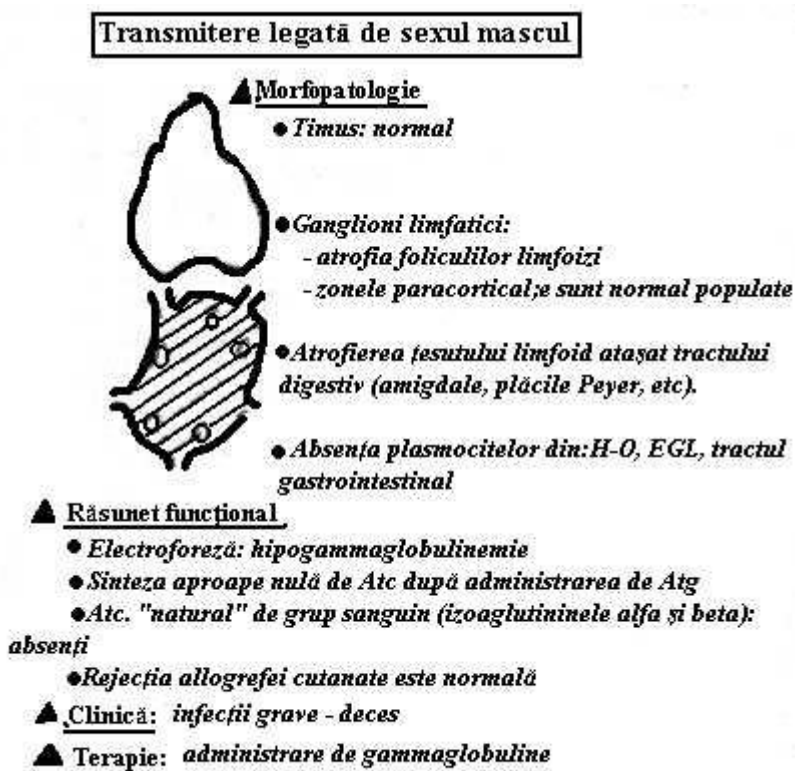 Transmitere legată de sexul mascul
▲ Morfopatologie
● Timus: normal
● Ganglioni limfatici:
- atrofia foliculilor limfoizi
- zonele paracortical;e sunt normal populate
● Atrofierea țesutului limfoid atașat tractului
digestiv (amigdale, plăcile Peyer, etc).
● Absența plasmocitelor din:H-O, EGL, tractul
gastrointestinal
▲ Răsunet funcțional
● Electroforeză: hipogammaglobulinemie
● Sinteza aproape nulă de Atc după administrarea de Atg
●Atc. "natural" de grup sanguin (izoaglutininele alfa și beta):
absenți
●Rejecția allogrefei cutanate este normală
▲ Clinică: infecții grave - deces
▲ Terapie: administrare de gammaglobuline